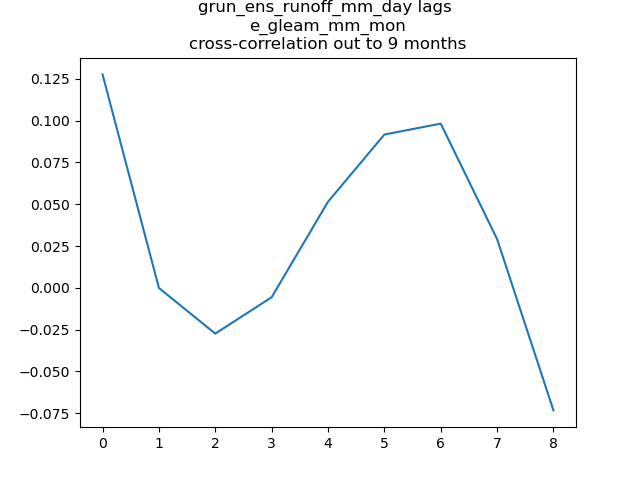 grun_ens_runoff_mm_day lags
e_gleam_mm_mon
cross-correlation out to 9 months
0.125
0.100
0.075
0.050
0.025
0.000
−0.025
−0.050
−0.075
0 1 2 3 4 5 6 7 8